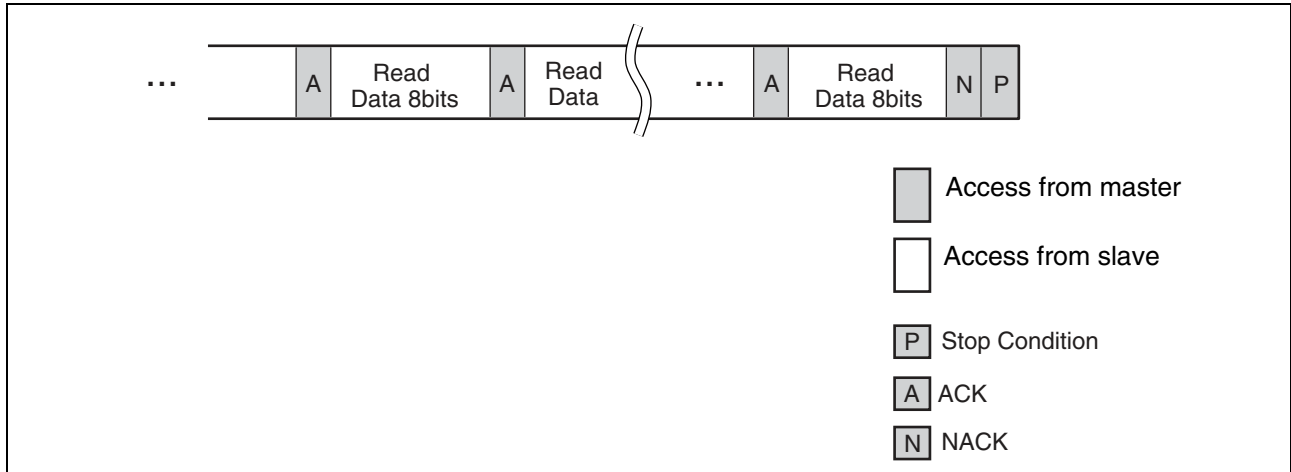 ... A Read Data 8bits A Read Data ... A Read Data 8bits N P
Access from master
Access from slave
P Stop Condition
A ACK
N NACK